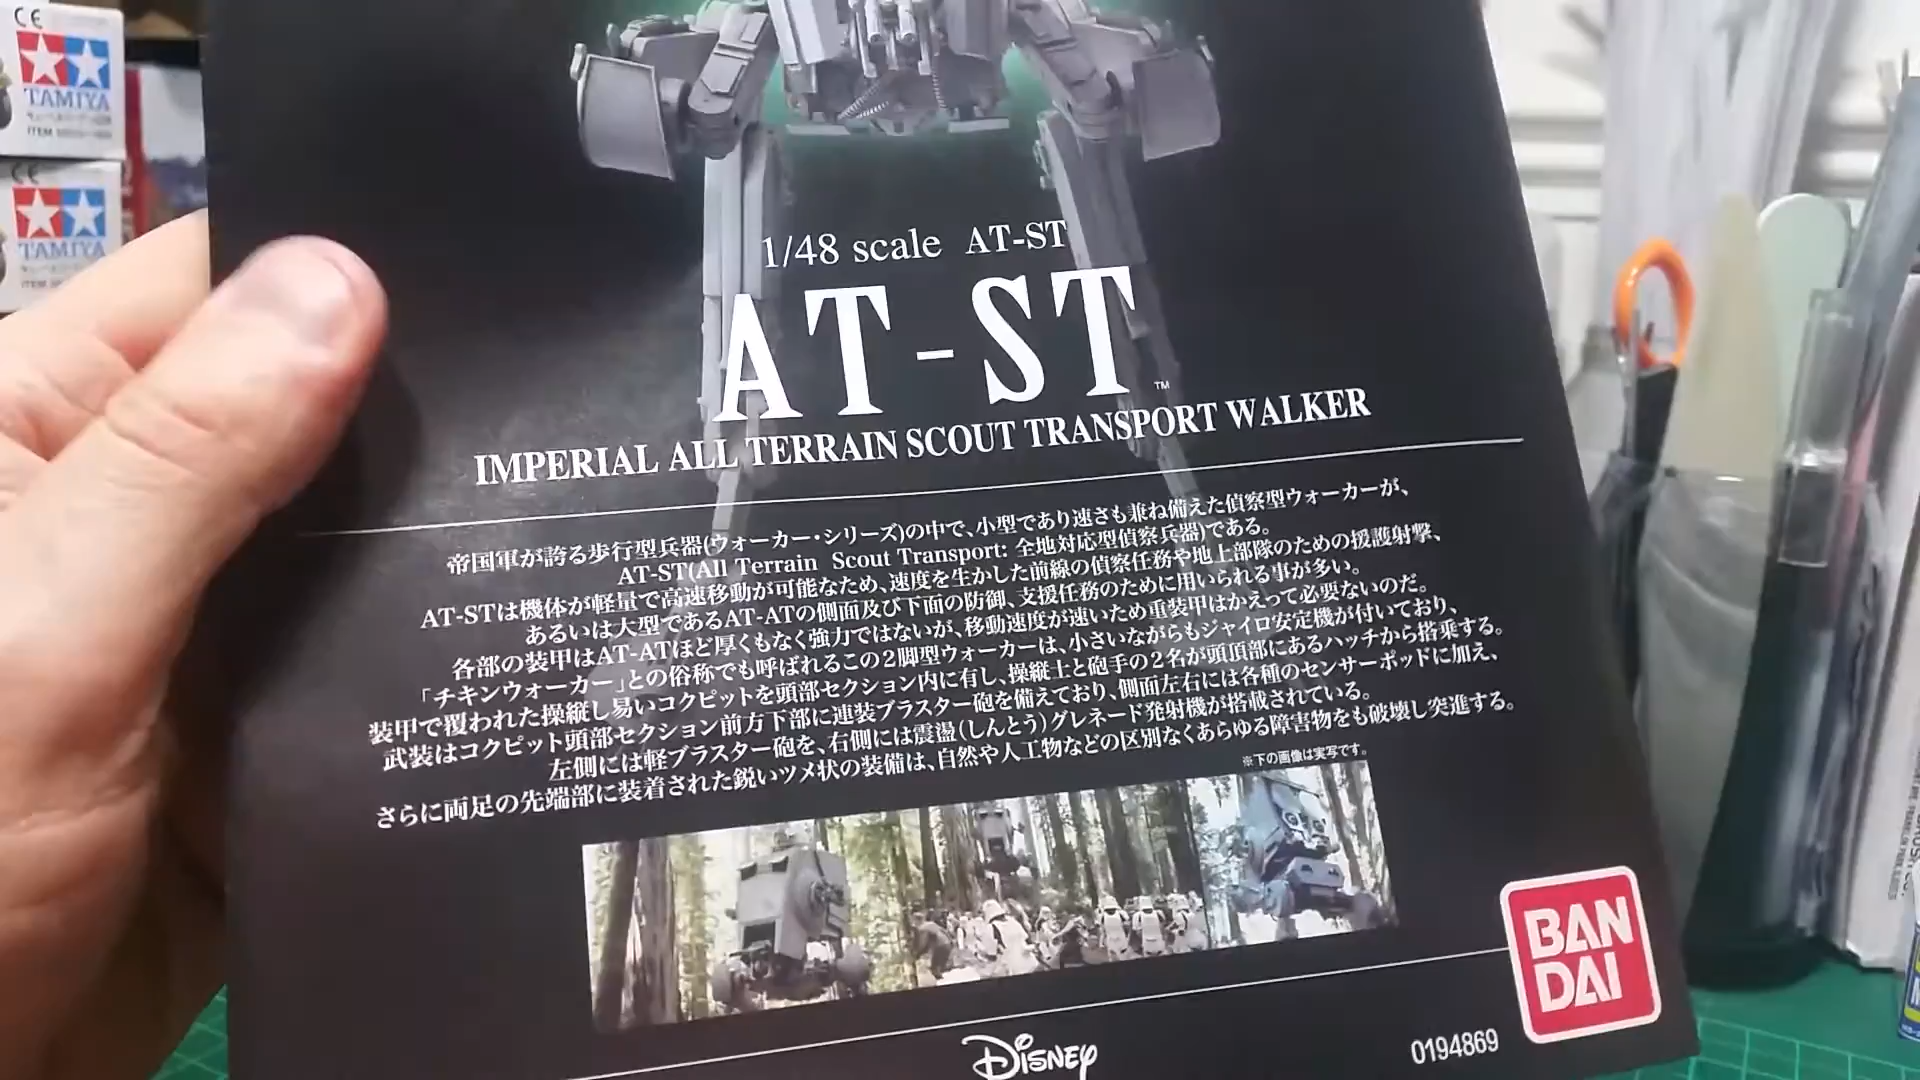 CE
TAMIYA
ITEM
CE
TAMIYA
1/48 scale AT-ST
AT-ST™
IMPERIAL ALL TERRAIN SCOUT TRANSPORT WALKER
帝国軍が誇る歩行型兵器(ウォーカー・シリーズ)の中で、小型であり速さも兼ね備えた偵察型ウォーカーが、
AT-ST(All Terrain Scout Transport: 全地対応型偵察兵器)である。
AT-STは機体が軽量で高速移動が可能なため、速度を生かした前線の偵察任務や地上部隊のための援護射撃、
あるいは大型であるAT-ATの側面及び下面の防御、支援任務のために用いられる事が多い。
各部の装甲はAT-ATほど厚くもなく強力ではないが、移動速度が速いため重装甲はかえって必要ないのだ。
「チキンウォーカー」との俗称でも呼ばれるこの2脚型ウォーカーは、小さいながらもジャイロ安定機が付いており、
装甲で覆われた操縦し易いコクピットを頭部セクション内に有し、操縦士と砲手の2名が頭頂部にあるハッチから搭乗する。
武装はコクピット頭部セクション前方下部に連装ブラスター砲を備えており、側面左右には各種のセンサーポッドに加え、
左側には軽ブラスター砲を、右側には震盪(しんとう)グレネード発射機が搭載されている。
さらに両足の先端部に装着された鋭いツメ状の装備は、自然や人工物などの区別なくあらゆる障害物をも破壊し突進する。
※下の画像は実写です。
BAN
DAI
Disney
0194869